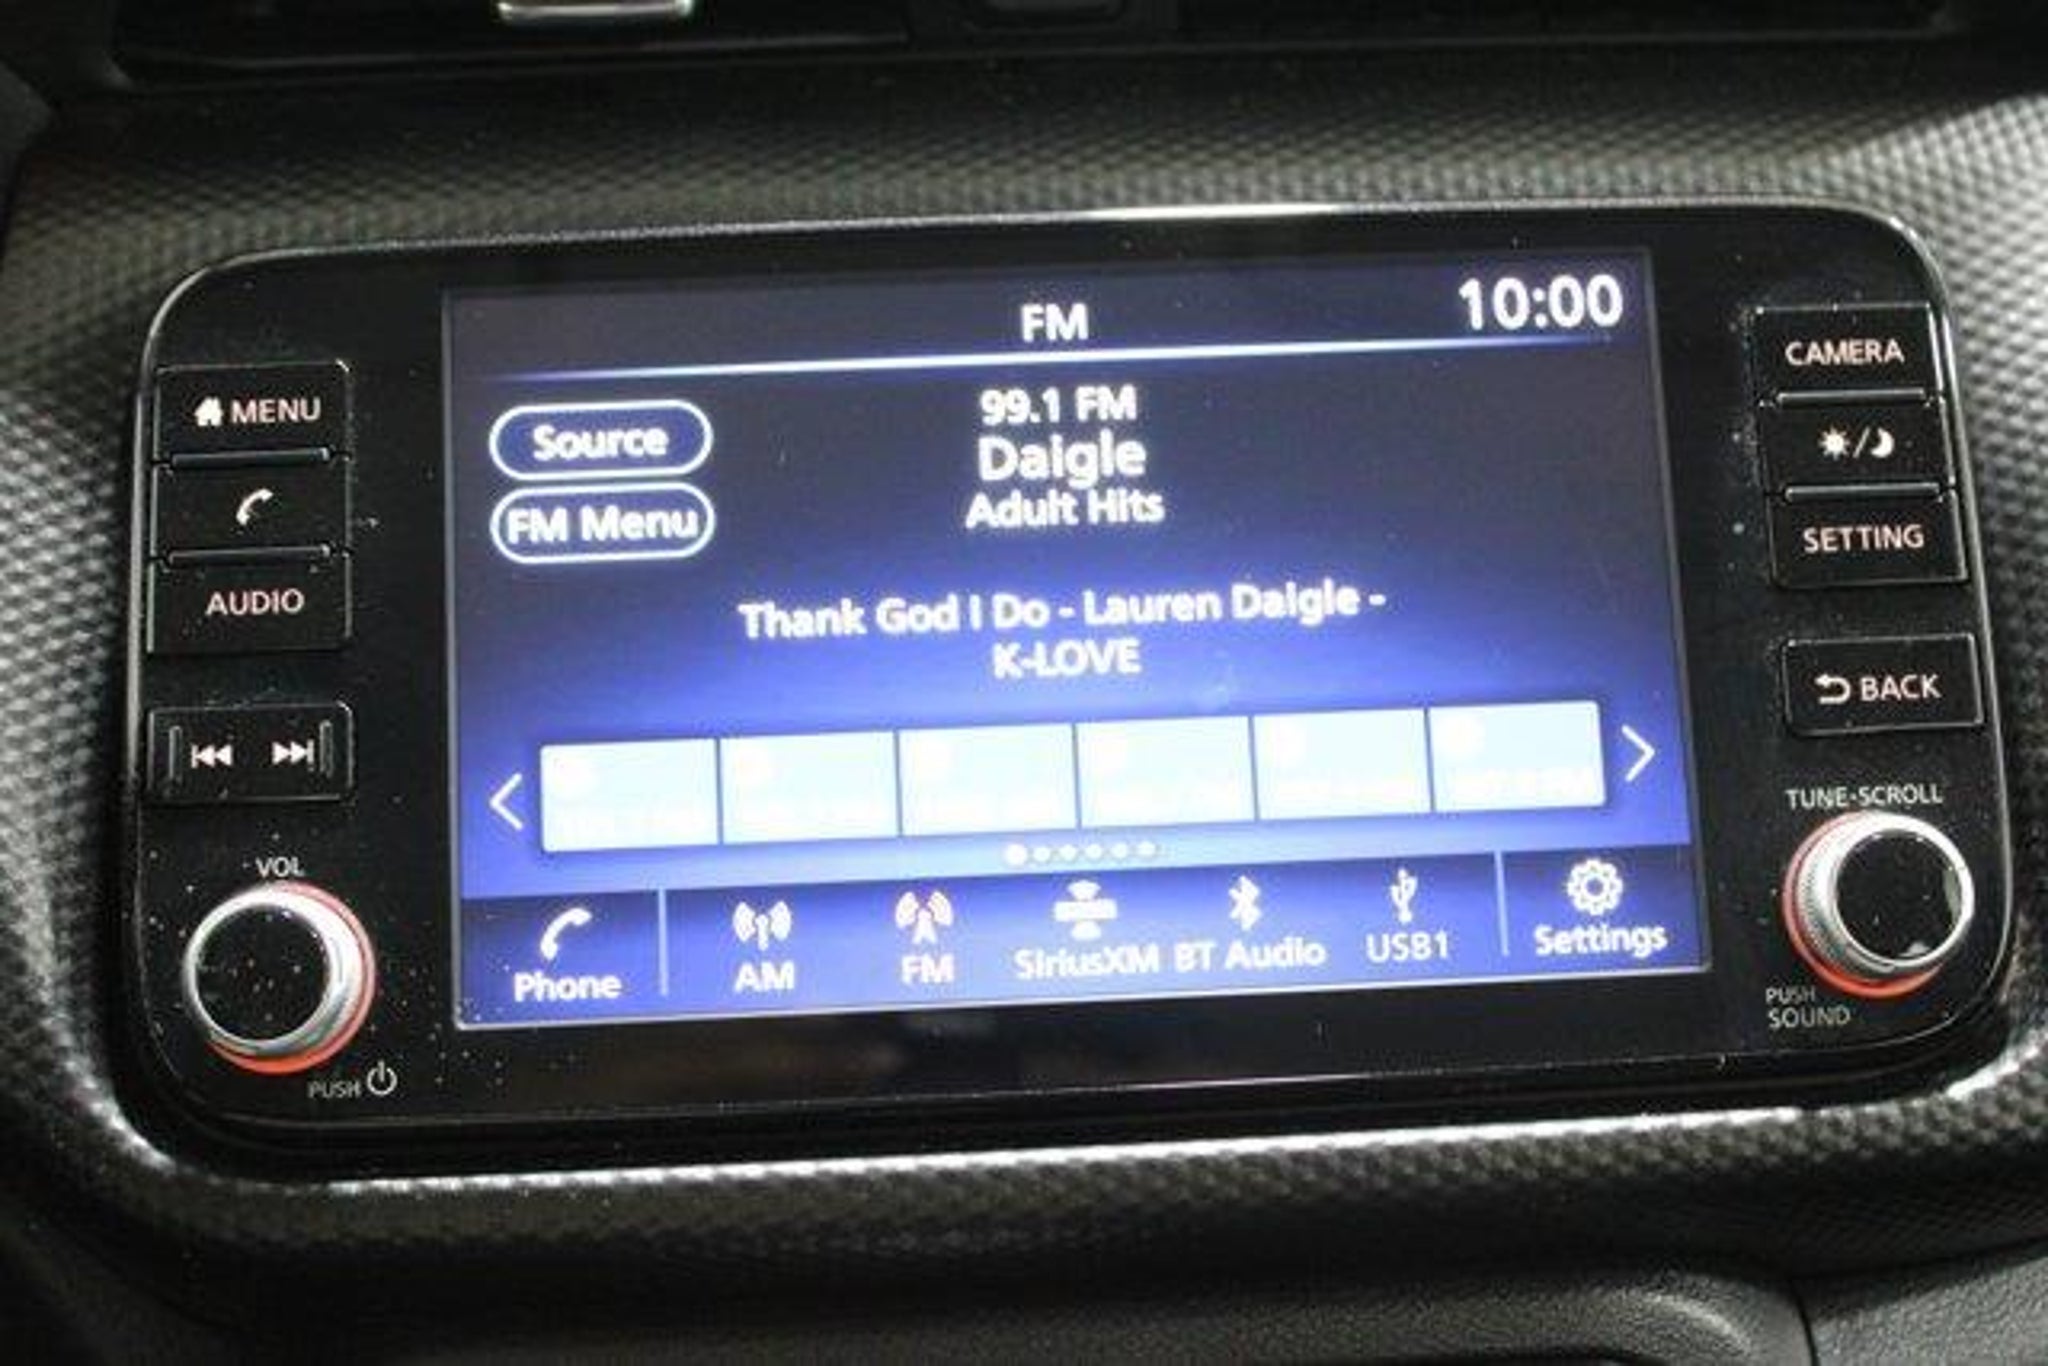 FM
10:00
MENU
AUDIO
VOL
PUSH
Source
FM Menu
99.1 FM
Daigle
Adult Hits
Thank God I Do - Lauren Daigle -
K-LOVE
Phone
AM
FM
SiriusXM
BT Audio
USB1
Settings
CAMERA
SETTING
BACK
TUNE·SCROLL
PUSH
SOUND